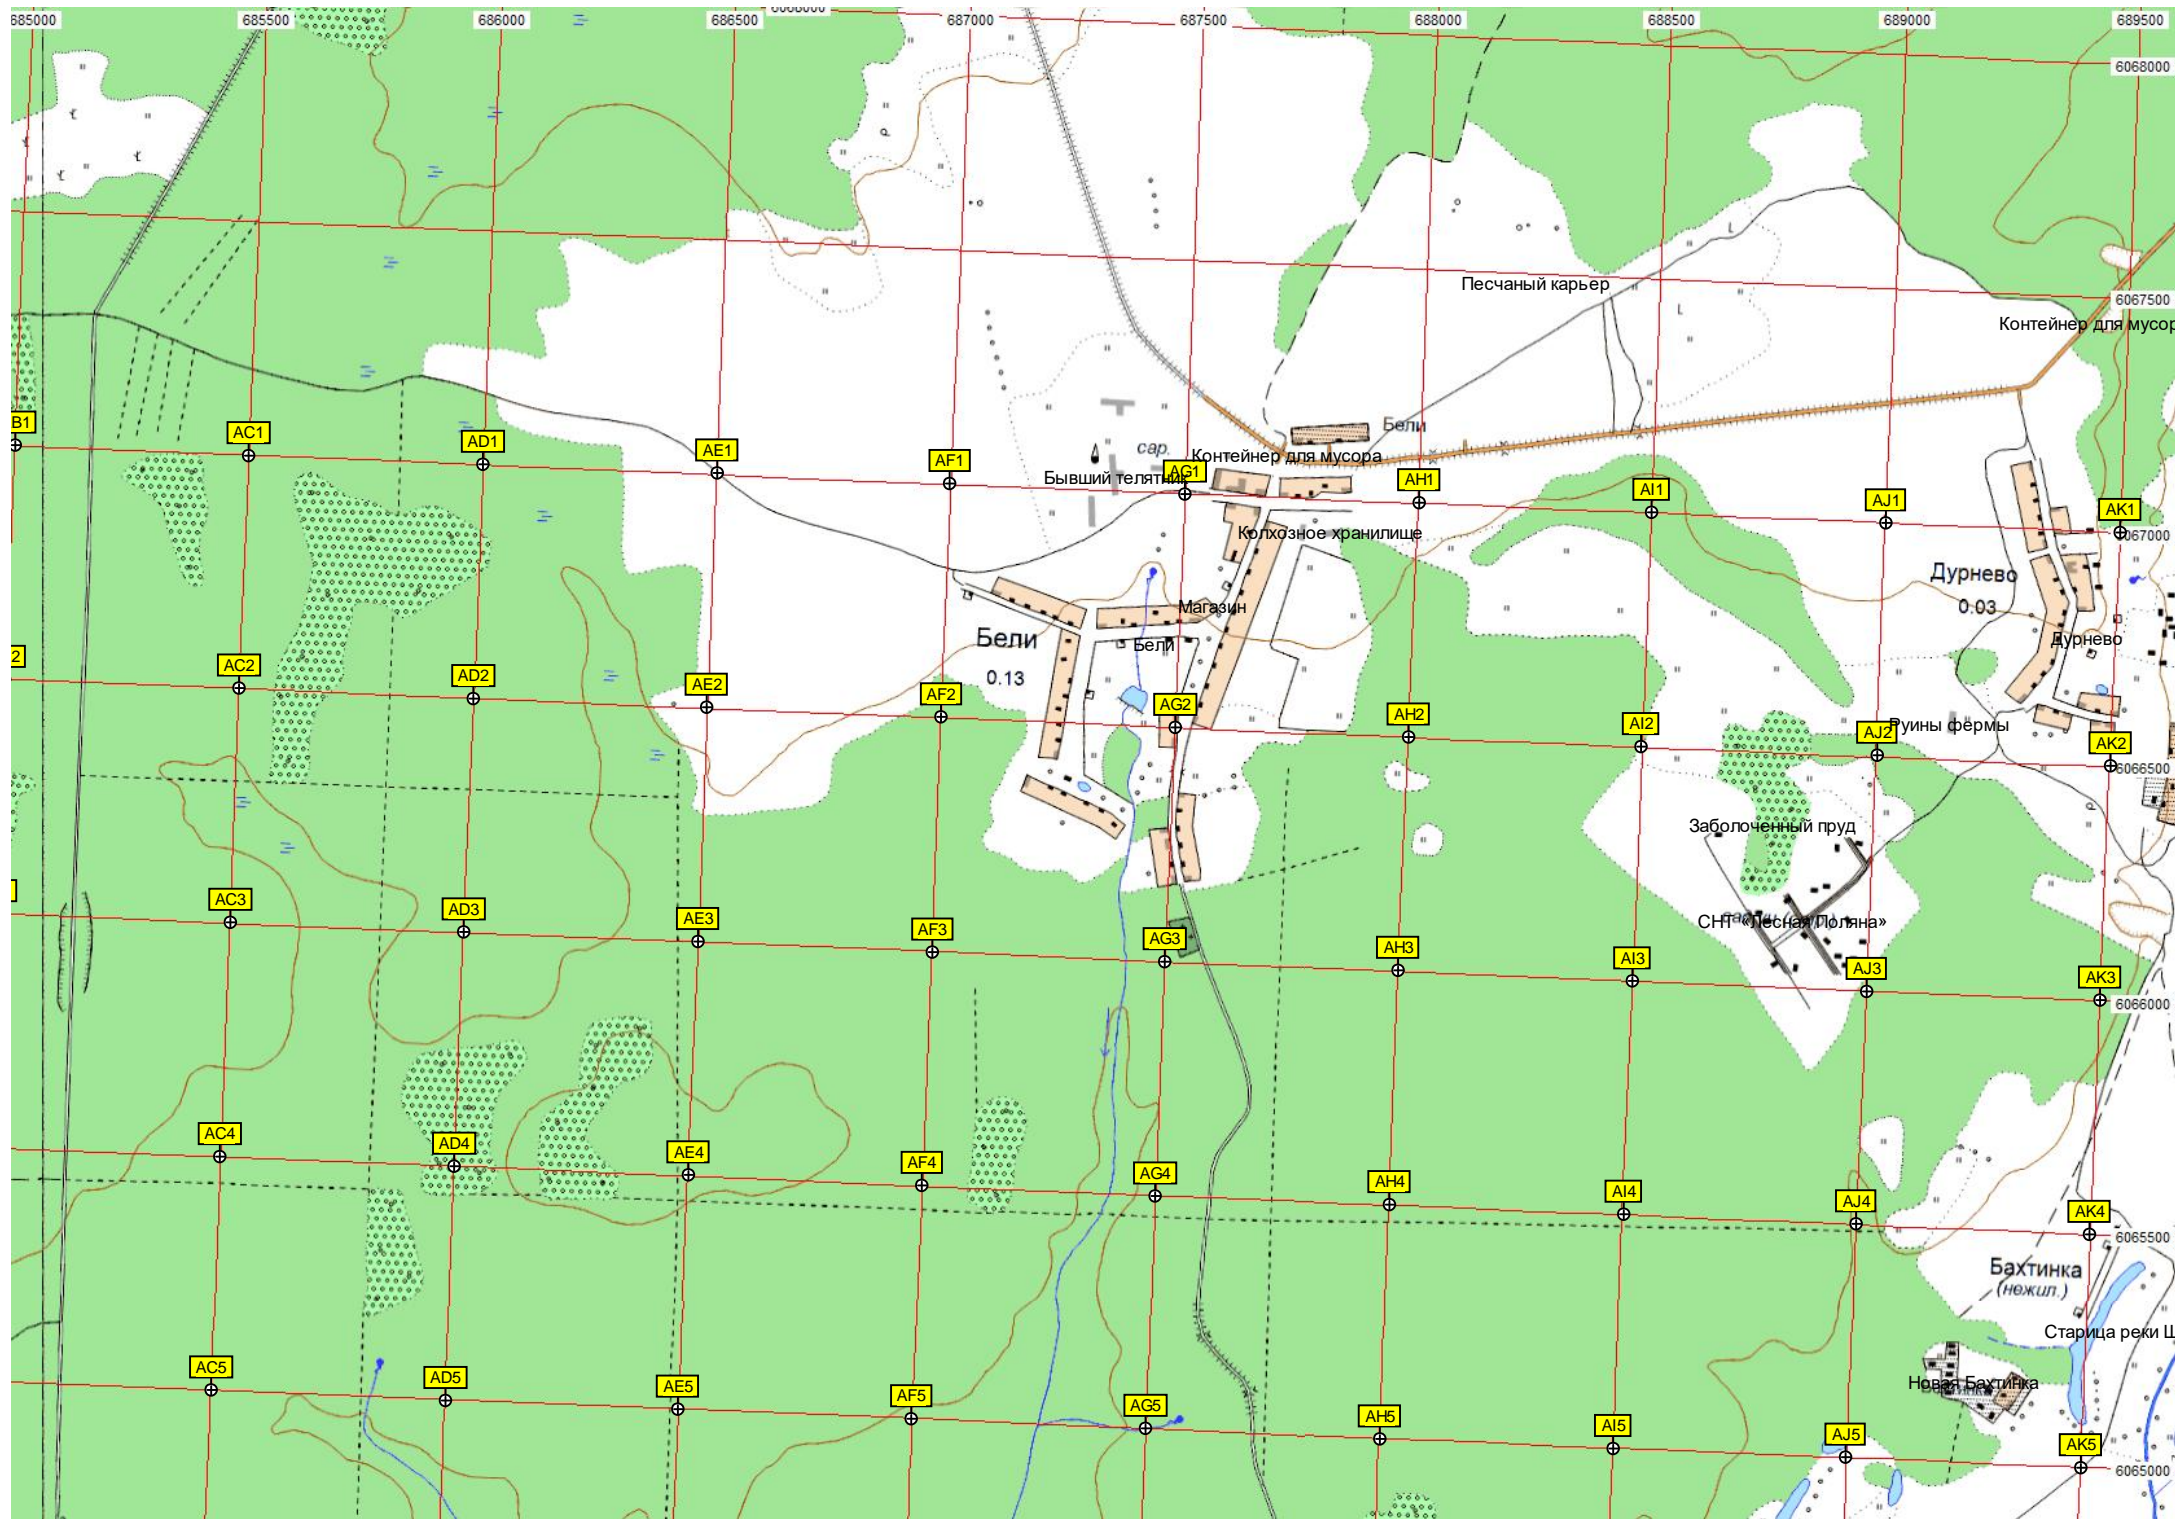 6068000
685000 685500 686000 686500 687000 687500 688000 688500 689000 689500
6068000
Песчаный карьер
6067500
Контейнер для мусор
B1
AC1 AD1 AE1 AF1 AG1 AH1 AI1 AJ1 AK1
Бели
сар.
Контейнер для мусора
Бывший телятник
Колхозное хранилище
6067000
Дурнево
0.03
Магазин
Бели
0.13
Бели
Дурнево
2
AC2 AD2 AE2 AF2 AG2 AH2 AI2 AJ2 AK2
Руины фермы
6066500
Заболоченный пруд
AC3 AD3 AE3 AF3 AG3 AH3 AI3 AJ3 AK3
СНТ «Лесная Поляна»
6066000
AC4 AD4 AE4 AF4 AG4 AH4 AI4 AJ4 AK4
6065500
Бахтинка
(нежил.)
Старица реки Ш
Новая Бахтинка
AC5 AD5 AE5 AF5 AG5 AH5 AI5 AJ5 AK5
6065000